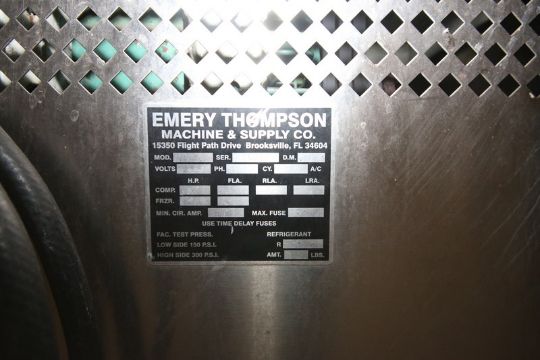 EMERY THOMPSON
MACHINE & SUPPLY CO.
15350 Flight Path Drive Brooksville, FL 34604
MOD. SER. D.M.
VOLTS PH. CY. A/C
H.P. FLA. RLA. LRA.
COMP.
FRZR.
MIN. CIR. AMP. MAX. FUSE
USE TIME DELAY FUSES
FAC. TEST PRESS. REFRIGERANT
LOW SIDE 150 P.S.I. R
HIGH SIDE 300 P.S.I. AMT. LBS.